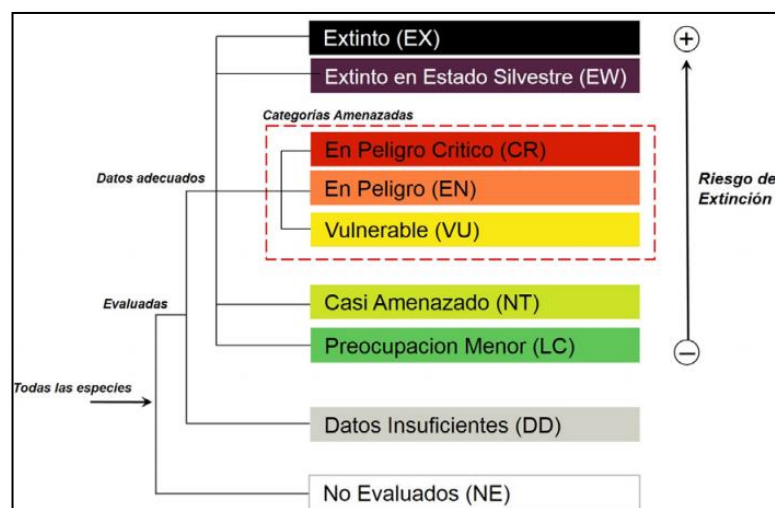 Extinto (EX)
Extinto en Estado Silvestre (EW)
Categorías Amenazadas
En Peligro Critico (CR)
Datos adecuados
En Peligro (EN)
Riesgo de
Extinción
Vulnerable (VU)
Evaluadas
Casi Amenazado (NT)
Preocupacion Menor (LC)
Todas las especies
Datos Insuficientes (DD)
No Evaluados (NE)